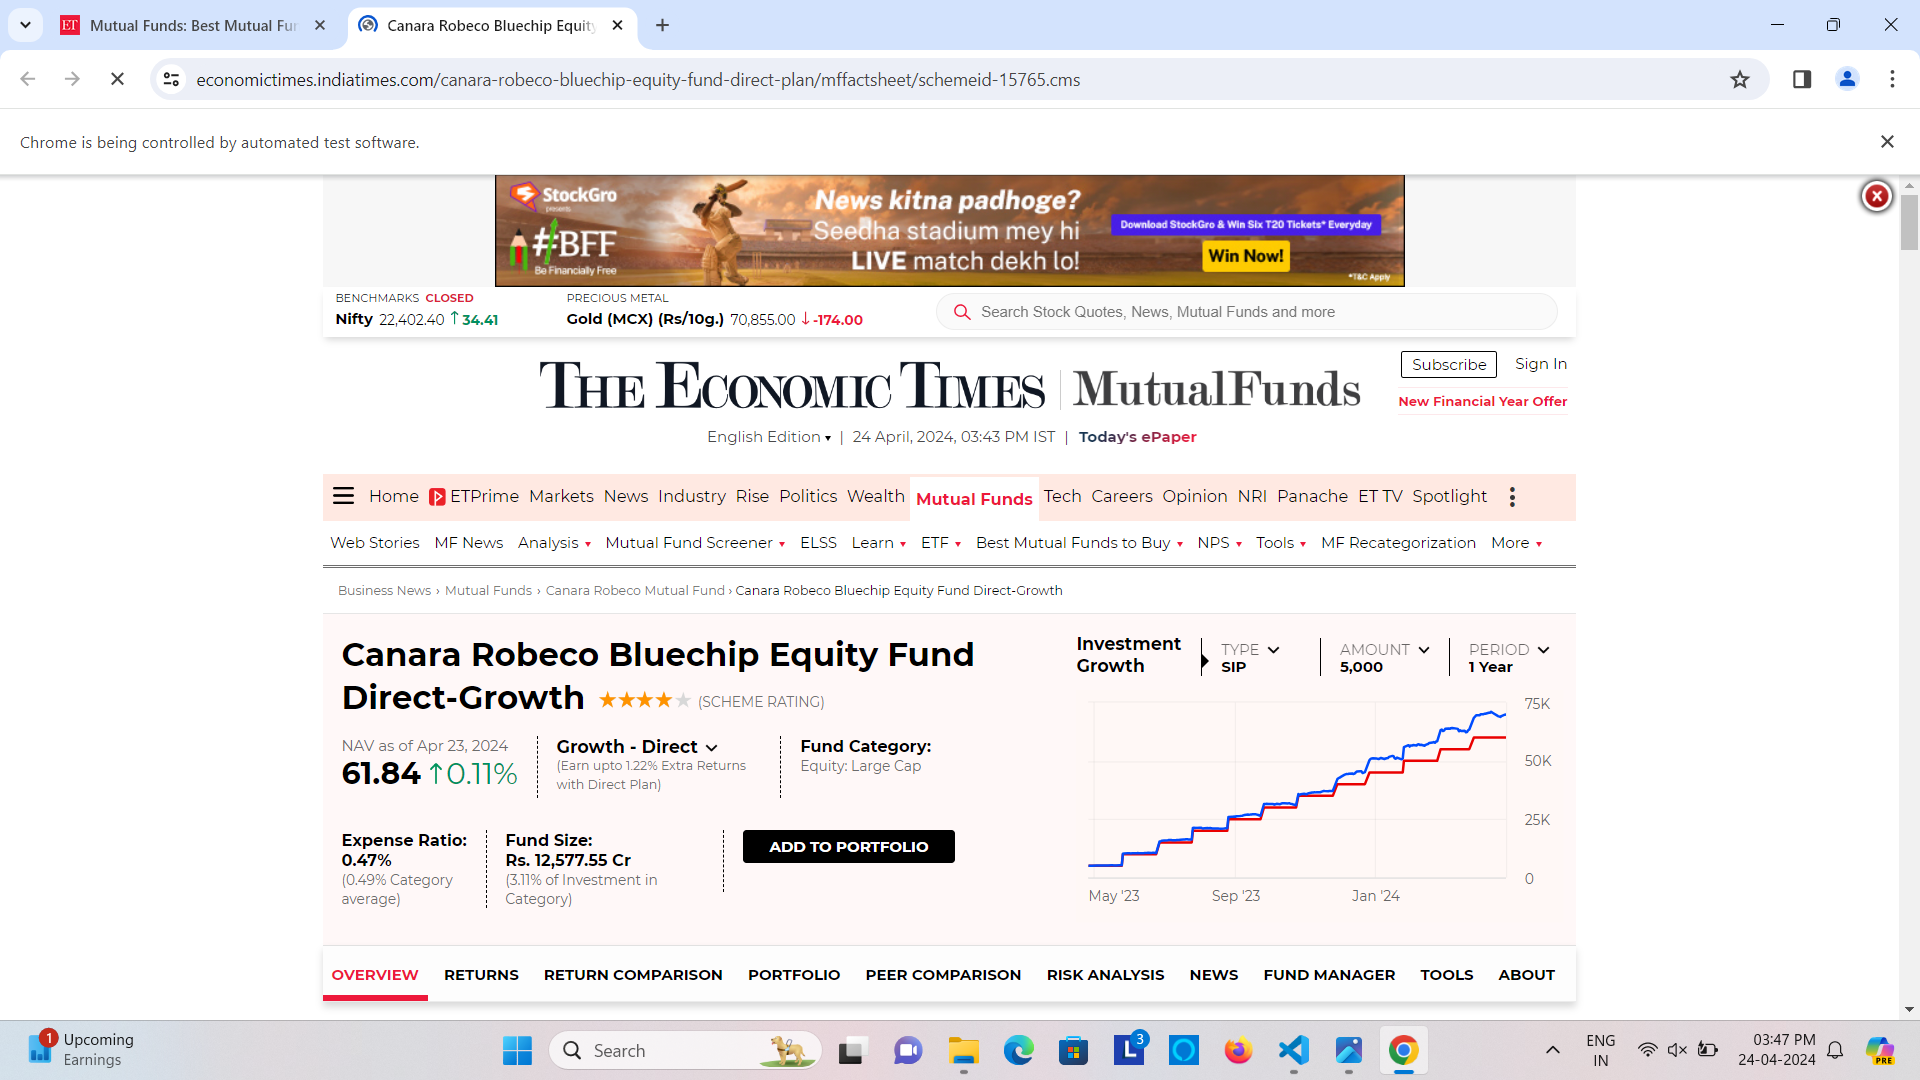 Mutual Funds: Best Mutual Fun
Canara Robeco Bluechip Equity
economictimes.indiatimes.com/canara-robeco-bluechip-equity-fund-direct-plan/mffactsheet/schemeid-15765.cms
Chrome is being controlled by automated test software.
StockGro
presents
#BFF
Be Financially Free
News kitna padhoge?
Seedha stadium mey hi
LIVE match dekh lo!
Download StockGro & Win Six T20 Tickets* Everyday
Win Now!
*T&C Apply
BENCHMARKS CLOSED
Nifty 22,402.40 ↑ 34.41
PRECIOUS METAL
Gold (MCX) (Rs/10g.) 70,855.00 ↓ -174.00
Search Stock Quotes, News, Mutual Funds and more
THE ECONOMIC TIMES | MutualFunds
Subscribe Sign In
New Financial Year Offer
English Edition ▾ | 24 April, 2024, 03:43 PM IST | Today's ePaper
Home ETPrime Markets News Industry Rise Politics Wealth Mutual Funds Tech Careers Opinion NRI Panache ET TV Spotlight
Web Stories MF News Analysis Mutual Fund Screener ELSS Learn ETF Best Mutual Funds to Buy NPS Tools MF Recategorization More
Business News › Mutual Funds › Canara Robeco Mutual Fund › Canara Robeco Bluechip Equity Fund Direct-Growth
Canara Robeco Bluechip Equity Fund
Direct-Growth ★★★★★ (SCHEME RATING)
NAV as of Apr 23, 2024
61.84 ↑0.11%
Growth - Direct
(Earn upto 1.22% Extra Returns
with Direct Plan)
Fund Category:
Equity: Large Cap
Expense Ratio:
0.47%
(0.49% Category
average)
Fund Size:
Rs. 12,577.55 Cr
(3.11% of Investment in
Category)
ADD TO PORTFOLIO
Investment
Growth
TYPE
SIP
AMOUNT
5,000
PERIOD
1 Year
75K
50K
25K
0
May '23 Sep '23 Jan '24
OVERVIEW RETURNS RETURN COMPARISON PORTFOLIO PEER COMPARISON RISK ANALYSIS NEWS FUND MANAGER TOOLS ABOUT
1
Upcoming
Earnings
Search
3
ENG
IN
03:47 PM
24-04-2024
PRE